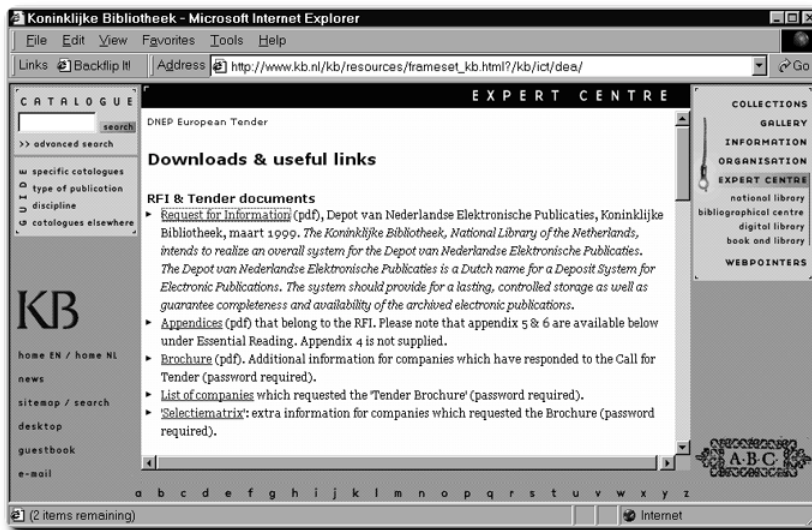 Koninklijke Bibliotheek - Microsoft Internet Explorer
File Edit View Favorites Tools Help
Links Backflip It! Address http://www.kb.nl/kb/resources/frameset_kb.html?/kb/ict/dea/ Go
CATALOGUE
search
>> advanced search
GUIDE
specific catologues
type of publication
discipline
catologues elsewhere
KB
home EN / home NL
news
sitemap / search
desktop
guestbook
e-mail
EXPERT CENTRE
DNEP European Tender
Downloads & useful links
RFI & Tender documents
Request for Information (pdf), Depot van Nederlandse Elektronische Publicaties, Koninklijke
Bibliotheek, maart 1999. The Koninklijke Bibliotheek, National Library of the Netherlands,
intends to realize an overall system for the Depot van Nederlandse Elektronische Publicaties.
The Depot van Nederlandse Elektronische Publicaties is a Dutch name for a Deposit System for
Electronic Publications. The system should provide for a lasting, controlled storage as well as
guarantee completeness and availability of the archived electronic publications.
Appendices (pdf) that belong to the RFI. Please note that appendix 5 & 6 are available below
under Essential Reading. Appendix 4 is not supplied.
Brochure (pdf). Additional information for companies which have responded to the Call for
Tender (password required).
List of companies which requested the 'Tender Brochure' (password required).
'Selectiematrix': extra information for companies which requested the Brochure (password
required).
COLLECTIONS
GALLERY
INFORMATION
ORGANISATION
EXPERT CENTRE
national library
bibliographical centre
digital library
book and library
WEBPOINTERS
A·B·C·
a b c d e f g h i j k l m n o p q r s t u v w x y z
(2 items remaining) Internet